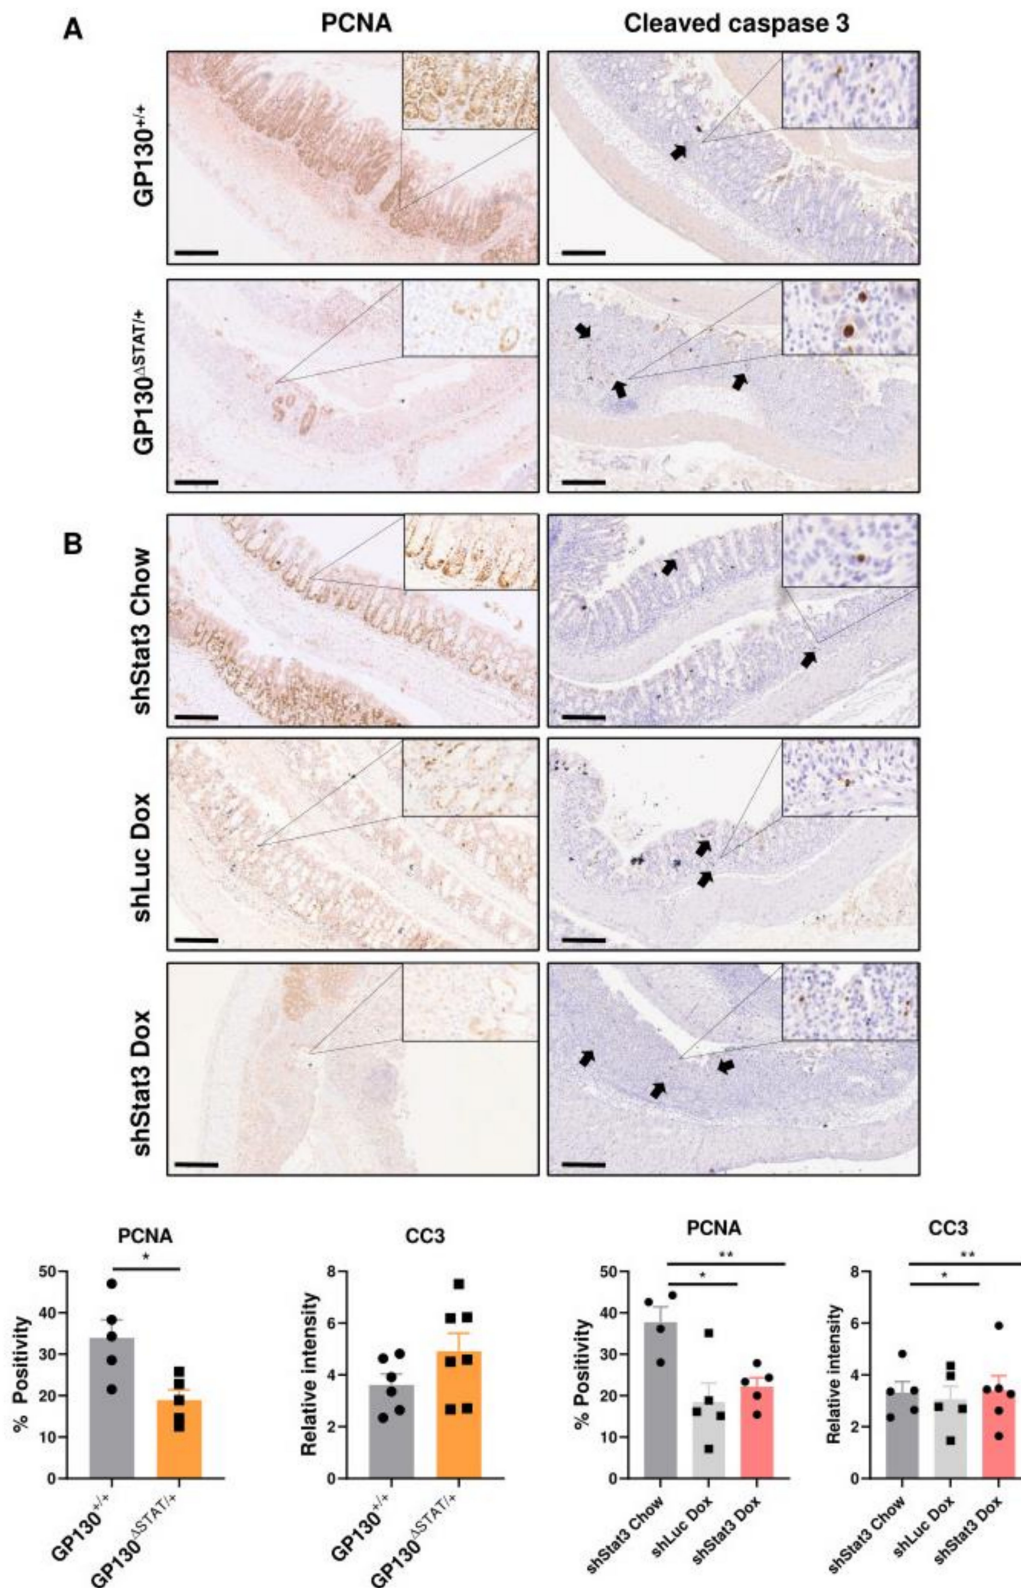 A
PCNA
Cleaved caspase 3
GP130+/+
GP130ΔSTAT/+
B
shStat3 Chow
shLuc Dox
shStat3 Dox
PCNA
*
% Positivity
50
40
30
20
10
0
GP130+/+
GP130ΔSTAT/+
CC3
Relative intensity
8
6
4
2
0
GP130+/+
GP130ΔSTAT/+
PCNA
**
*
% Positivity
50
40
30
20
10
0
shStat3 Chow
shLuc Dox
shStat3 Dox
CC3
**
*
Relative intensity
8
6
4
2
0
shStat3 Chow
shLuc Dox
shStat3 Dox